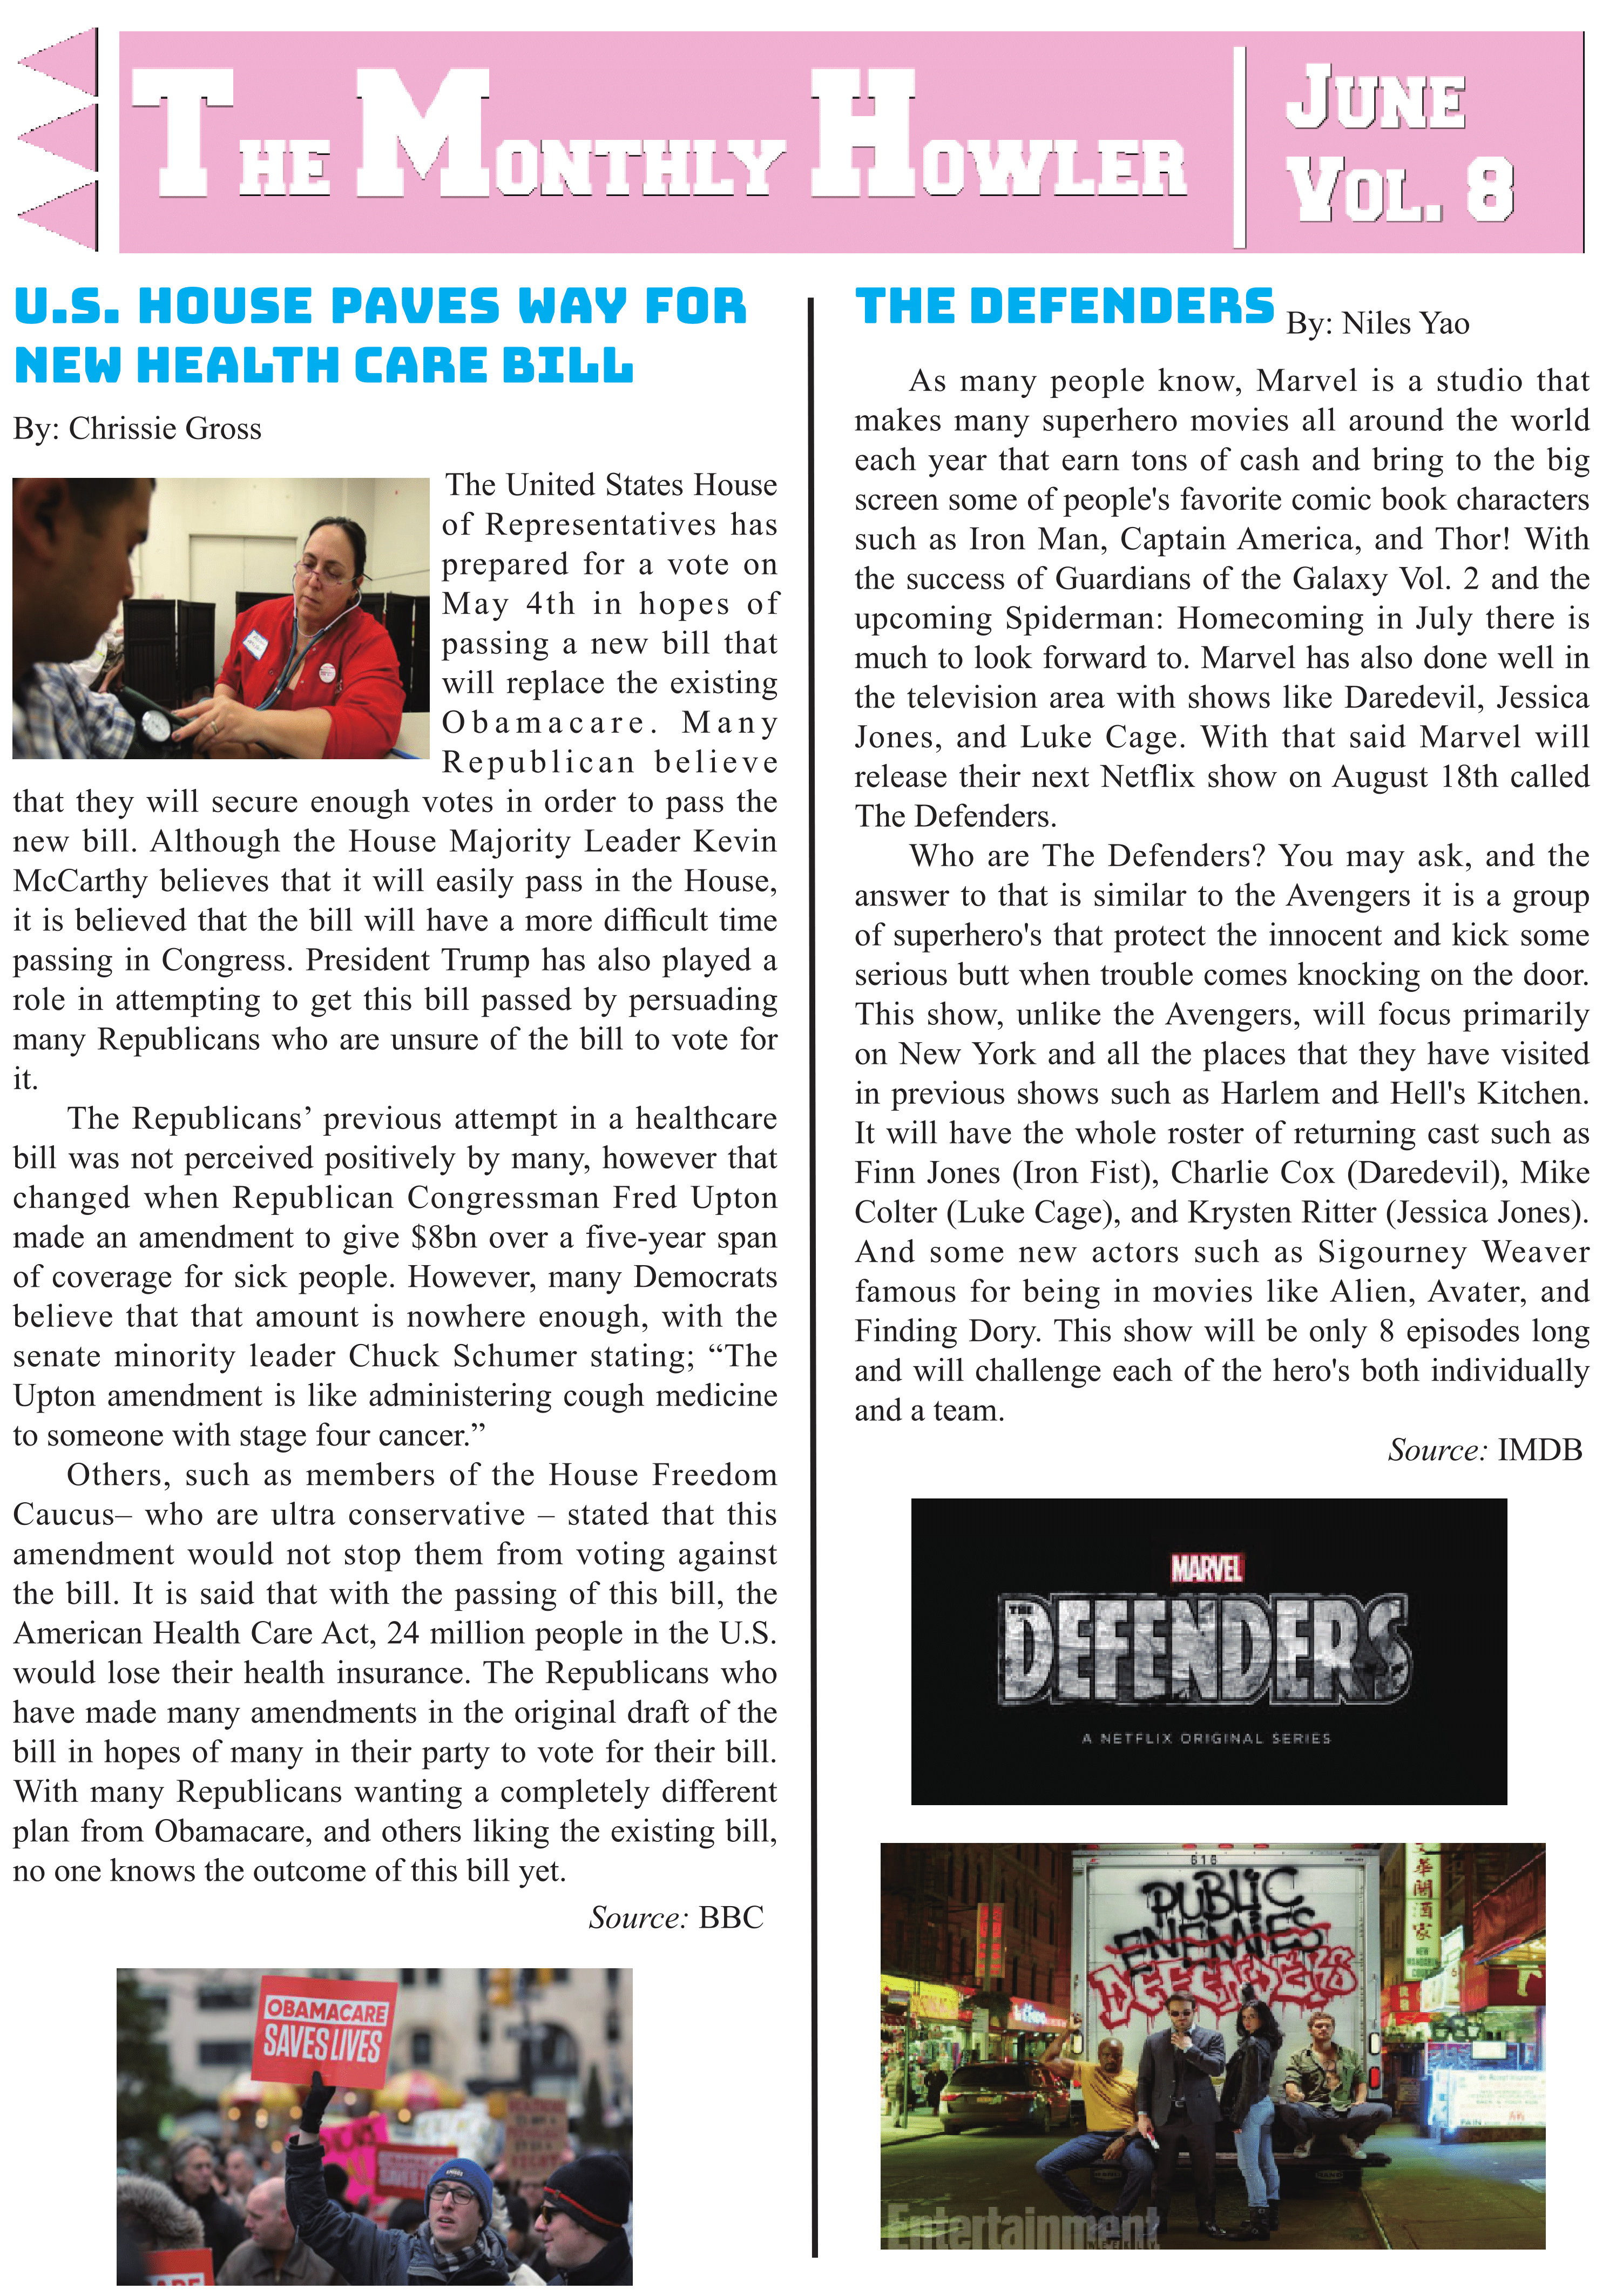 The Monthly Howler
June
Vol. 8
U.S. HOUSE PAVES WAY FOR
NEW HEALTH CARE BILL
By: Chrissie Gross
The United States House
of Representatives has
prepared for a vote on
May 4th in hopes of
passing a new bill that
will replace the existing
Obamacare. Many
Republican believe
that they will secure enough votes in order to pass the
new bill. Although the House Majority Leader Kevin
McCarthy believes that it will easily pass in the House,
it is believed that the bill will have a more difficult time
passing in Congress. President Trump has also played a
role in attempting to get this bill passed by persuading
many Republicans who are unsure of the bill to vote for
it.
The Republicans’ previous attempt in a healthcare
bill was not perceived positively by many, however that
changed when Republican Congressman Fred Upton
made an amendment to give $8bn over a five-year span
of coverage for sick people. However, many Democrats
believe that that amount is nowhere enough, with the
senate minority leader Chuck Schumer stating; “The
Upton amendment is like administering cough medicine
to someone with stage four cancer.”
Others, such as members of the House Freedom
Caucus– who are ultra conservative – stated that this
amendment would not stop them from voting against
the bill. It is said that with the passing of this bill, the
American Health Care Act, 24 million people in the U.S.
would lose their health insurance. The Republicans who
have made many amendments in the original draft of the
bill in hopes of many in their party to vote for their bill.
With many Republicans wanting a completely different
plan from Obamacare, and others liking the existing bill,
no one knows the outcome of this bill yet.
Source: BBC
OBAMACARE
SAVES LIVES
THE DEFENDERS By: Niles Yao
As many people know, Marvel is a studio that
makes many superhero movies all around the world
each year that earn tons of cash and bring to the big
screen some of people's favorite comic book characters
such as Iron Man, Captain America, and Thor! With
the success of Guardians of the Galaxy Vol. 2 and the
upcoming Spiderman: Homecoming in July there is
much to look forward to. Marvel has also done well in
the television area with shows like Daredevil, Jessica
Jones, and Luke Cage. With that said Marvel will
release their next Netflix show on August 18th called
The Defenders.
Who are The Defenders? You may ask, and the
answer to that is similar to the Avengers it is a group
of superhero's that protect the innocent and kick some
serious butt when trouble comes knocking on the door.
This show, unlike the Avengers, will focus primarily
on New York and all the places that they have visited
in previous shows such as Harlem and Hell's Kitchen.
It will have the whole roster of returning cast such as
Finn Jones (Iron Fist), Charlie Cox (Daredevil), Mike
Colter (Luke Cage), and Krysten Ritter (Jessica Jones).
And some new actors such as Sigourney Weaver
famous for being in movies like Alien, Avater, and
Finding Dory. This show will be only 8 episodes long
and will challenge each of the hero's both individually
and a team.
Source: IMDB
MARVEL
THE DEFENDERS
A NETFLIX ORIGINAL SERIES
616
PUBLIC
ENEMIES
DEFENDERS
Entertainment